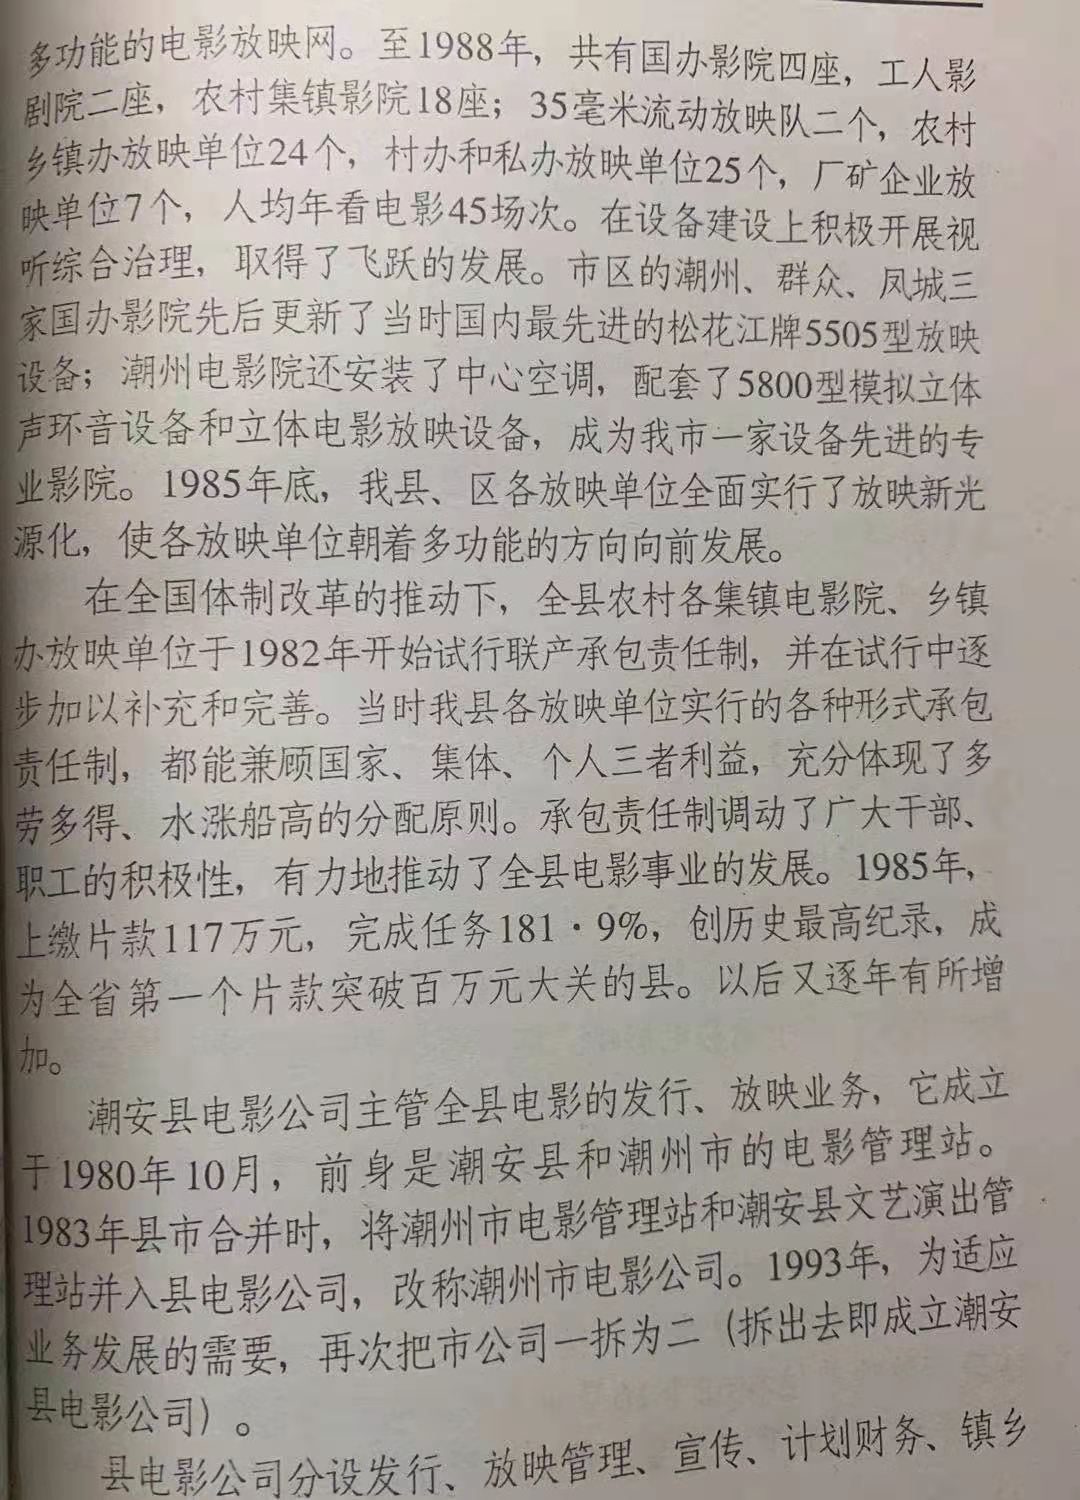 多功能的电影放映网。至1988年，共有国办影院四座，工人影
剧院二座，农村集镇影院18座；35毫米流动放映队二个，农村
乡镇办放映单位24个，村办和私办放映单位25个，厂矿企业放
映单位7个，人均年看电影45场次。在设备建设上积极开展视
听综合治理，取得了飞跃的发展。市区的潮州、群众、凤城三
家国办影院先后更新了当时国内最先进的松花江牌5505型放映
设备；潮州电影院还安装了中心空调，配套了5800型模拟立体
声环音设备和立体电影放映设备，成为我市一家设备先进的专
业影院。1985年底，我县、区各放映单位全面实行了放映新光
源化，使各放映单位朝着多功能的方向向前发展。
在全国体制改革的推动下，全县农村各集镇电影院、乡镇
办放映单位于1982年开始试行联产承包责任制，并在试行中逐
步加以补充和完善。当时我县各放映单位实行的各种形式承包
责任制，都能兼顾国家、集体、个人三者利益，充分体现了多
劳多得、水涨船高的分配原则。承包责任制调动了广大干部、
职工的积极性，有力地推动了全县电影事业的发展。1985年，
上缴片款117万元，完成任务181·9%，创历史最高纪录，成
为全省第一个片款突破百万元大关的县。以后又逐年有所增
加。
潮安县电影公司主管全县电影的发行、放映业务，它成立
于1980年10月，前身是潮安县和潮州市的电影管理站。
1983年县市合并时，将潮州市电影管理站和潮安县文艺演出管
理站并入县电影公司，改称潮州市电影公司。1993年，为适应
业务发展的需要，再次把市公司一拆为二（拆出去即成立潮安
县电影公司）。
县电影公司分设发行、放映管理、宣传、计划财务、镇乡